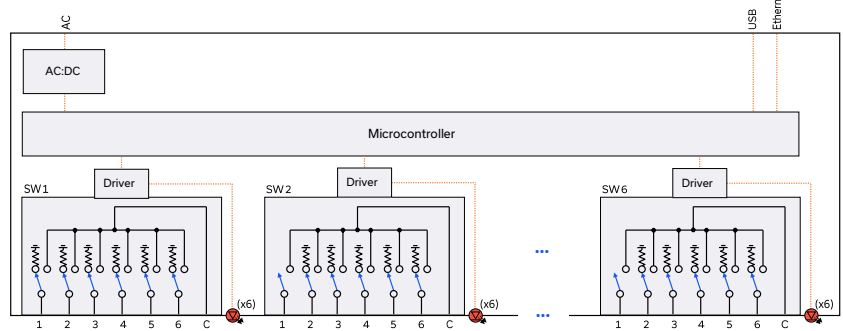 AC
USB
AC:DC
Microcontroller
Driver
Driver
Driver
SW1
SW2
SW6
(x6)
(x6)
(x6)
1 2 3 4 5 6 C
1 2 3 4 5 6 C
1 2 3 4 5 6 C